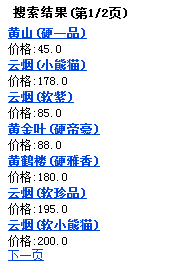 搜索结果(第1/2页)
黄山(硬一品)
价格:45.0
云烟(小熊猫)
价格:178.0
云烟(软紫)
价格:85.0
黄金叶(硬帝豪)
价格:88.0
黄鹤楼(硬雅香)
价格:180.0
云烟(软珍品)
价格:195.0
云烟(软小熊猫)
价格:200.0
下一页